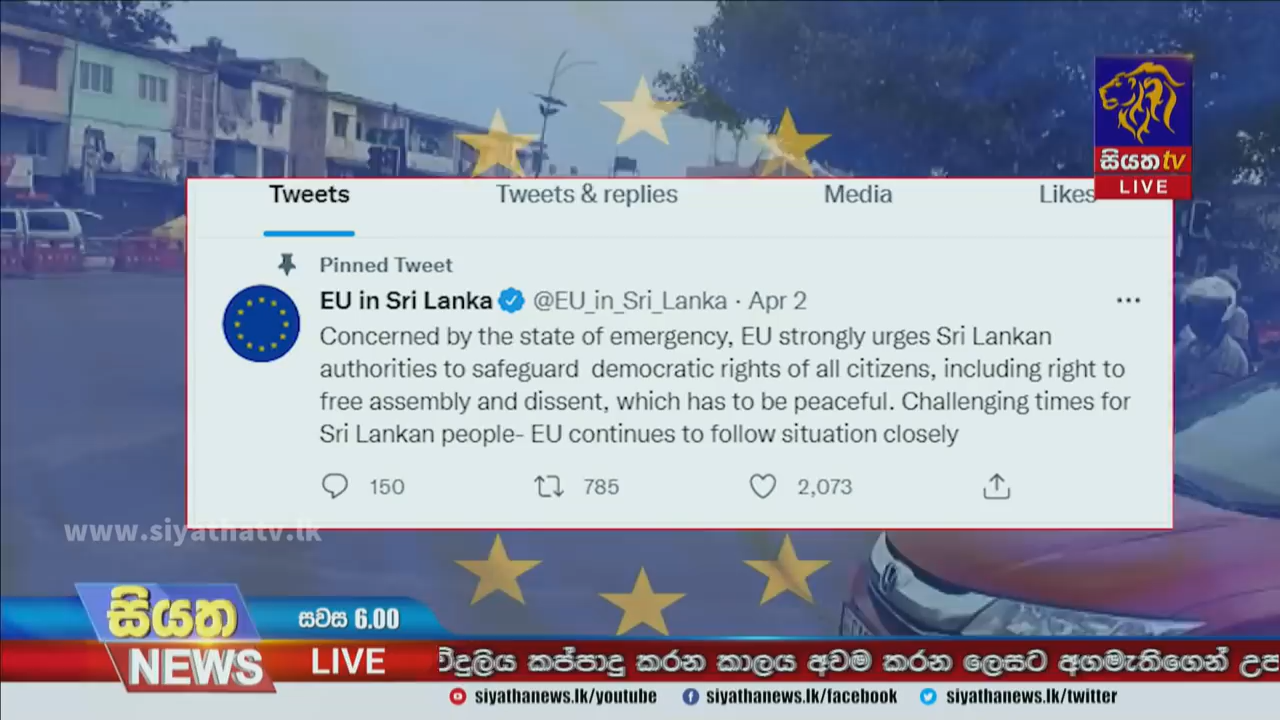 සියත tv
LIVE
Tweets
Tweets & replies
Media
Likes
Pinned Tweet
EU in Sri Lanka @EU_in_Sri_Lanka · Apr 2
Concerned by the state of emergency, EU strongly urges Sri Lankan
authorities to safeguard democratic rights of all citizens, including right to
free assembly and dissent, which has to be peaceful. Challenging times for
Sri Lankan people- EU continues to follow situation closely
150
785
2,073
www.siyathatv.lk
සියත
NEWS
සවස 6.00
LIVE
විදුලිය කප්පාදු කරන කාලය අවම කරන ලෙසට අගමැතිගෙන් උප
siyathanews.lk/youtube
siyathanews.lk/facebook
siyathanews.lk/twitter